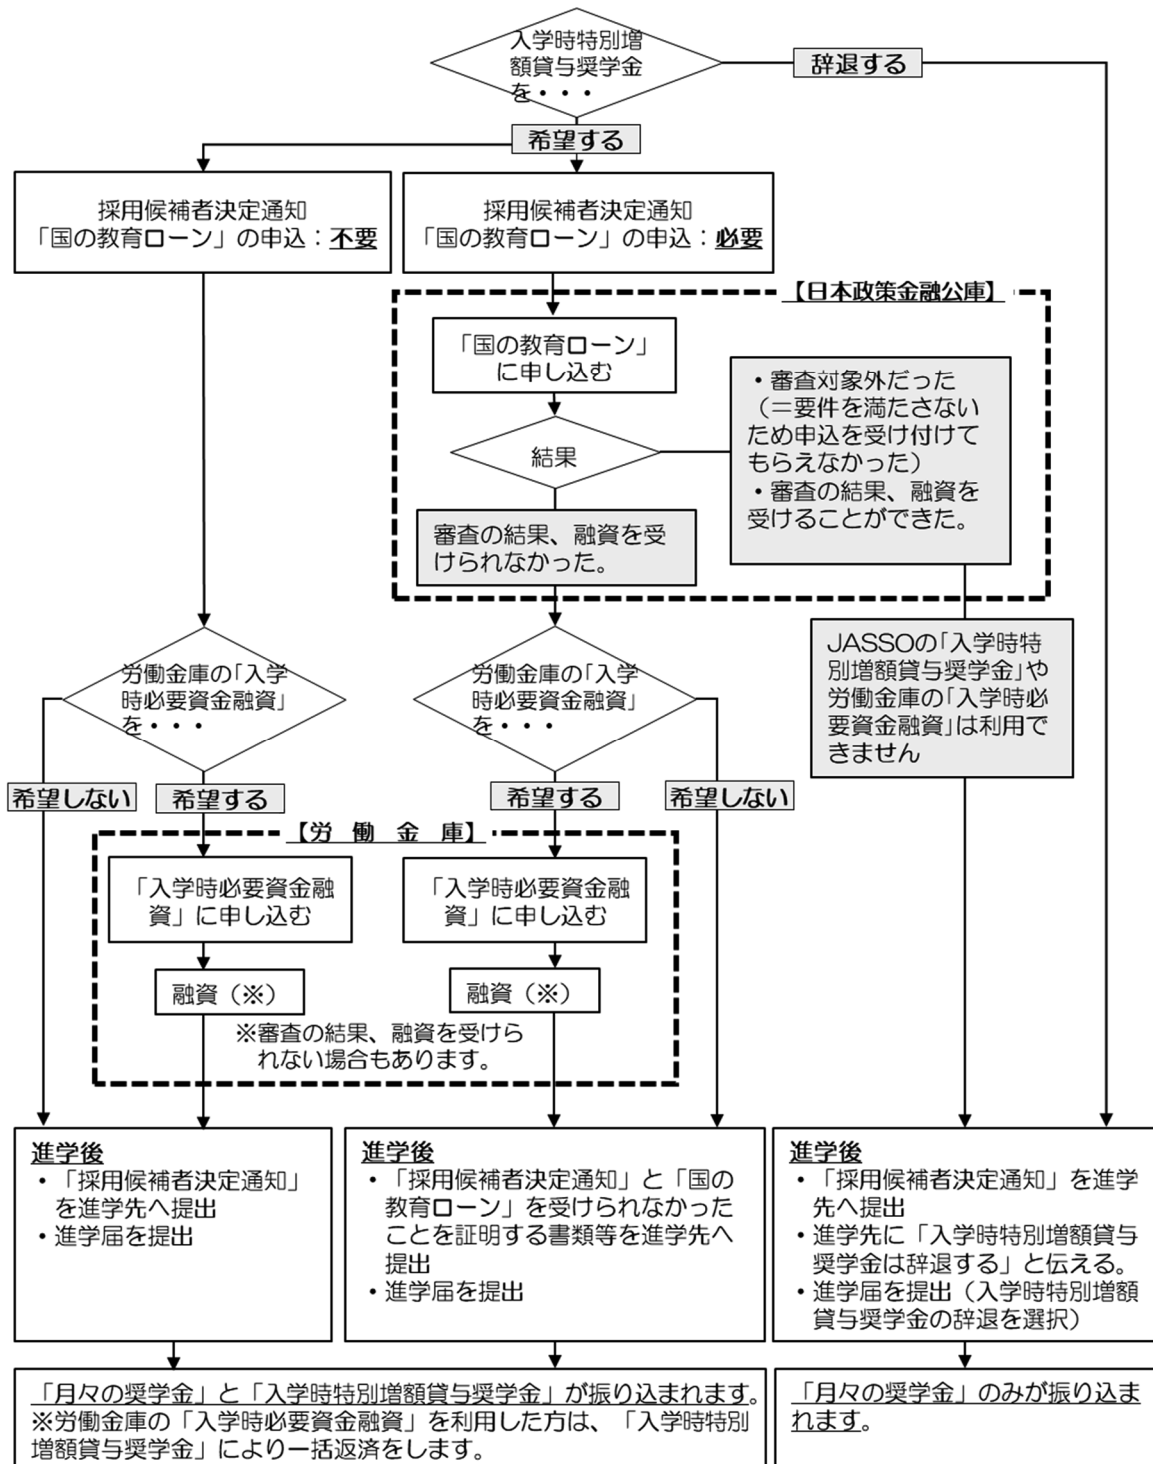 入学時特別増
額貸与奨学金
を・・・
辞退する
希望する
採用候補者決定通知
「国の教育ローン」の申込：不要
採用候補者決定通知
「国の教育ローン」の申込：必要
【日本政策金融公庫】
「国の教育ローン」
に申し込む
結果
・審査対象外だった
（＝要件を満たさない
ため申込を受け付けて
もらえなかった）
・審査の結果、融資を
受けることができた。
審査の結果、融資を受
けられなかった。
労働金庫の「入学
時必要資金融資」
を・・・
労働金庫の「入学
時必要資金融資」
を・・・
JASSOの「入学時特
別増額貸与奨学金」や
労働金庫の「入学時必
要資金融資」は利用で
きません
希望しない
希望する
希望する
希望しない
【労　働　金　庫】
「入学時必要資金融
資」に申し込む
「入学時必要資金融
資」に申し込む
融資（※）
融資（※）
※審査の結果、融資を受けら
れない場合もあります。
進学後
・「採用候補者決定通知」
を進学先へ提出
・進学届を提出
進学後
・「採用候補者決定通知」と「国の
教育ローン」を受けられなかった
ことを証明する書類等を進学先へ
提出
・進学届を提出
進学後
・「採用候補者決定通知」を進学
先へ提出
・進学先に「入学時特別増額貸与
奨学金は辞退する」と伝える。
・進学届を提出（入学時特別増額
貸与奨学金の辞退を選択）
「月々の奨学金」と「入学時特別増額貸与奨学金」が振り込まれます。
※労働金庫の「入学時必要資金融資」を利用した方は、「入学時特別
増額貸与奨学金」により一括返済をします。
「月々の奨学金」のみが振り込ま
れます。